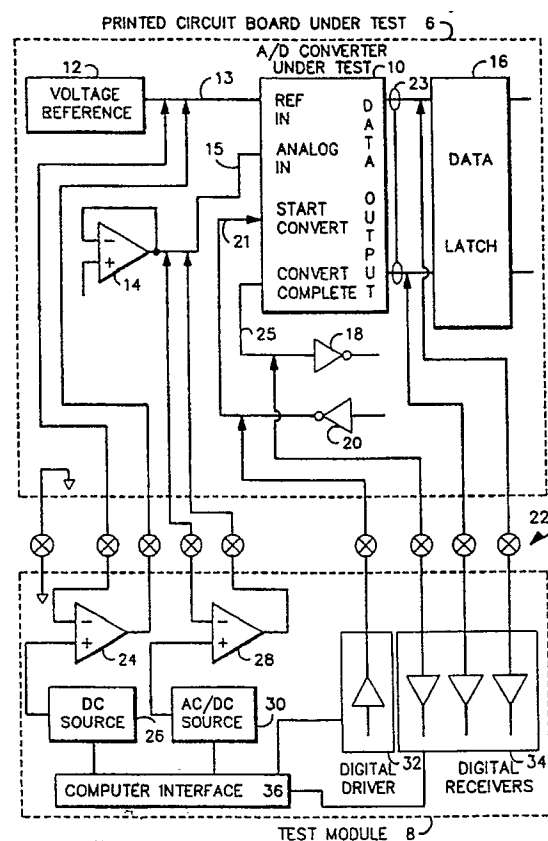 PRINTED CIRCUIT BOARD UNDER TEST 6
A/D CONVERTER
UNDER TEST 10
12
VOLTAGE
REFERENCE
13
REF
IN
ANALOG
IN
START
CONVERT
CONVERT
COMPLETE
DATA OUTPUT
23
16
DATA
LATCH
15
21
14
25
18
20
22
24
28
DC
SOURCE
26
AC/DC
SOURCE
30
COMPUTER INTERFACE 36
DIGITAL
DRIVER
32
DIGITAL
RECEIVERS
34
TEST MODULE 8